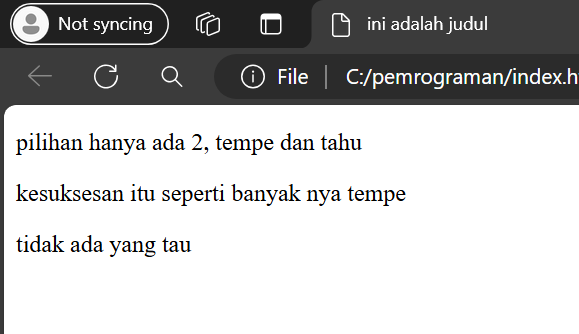 Not syncing
ini adalah judul
File
C:/pemrograman/index.h
pilihan hanya ada 2, tempe dan tahu
kesuksesan itu seperti banyak nya tempe
tidak ada yang tau